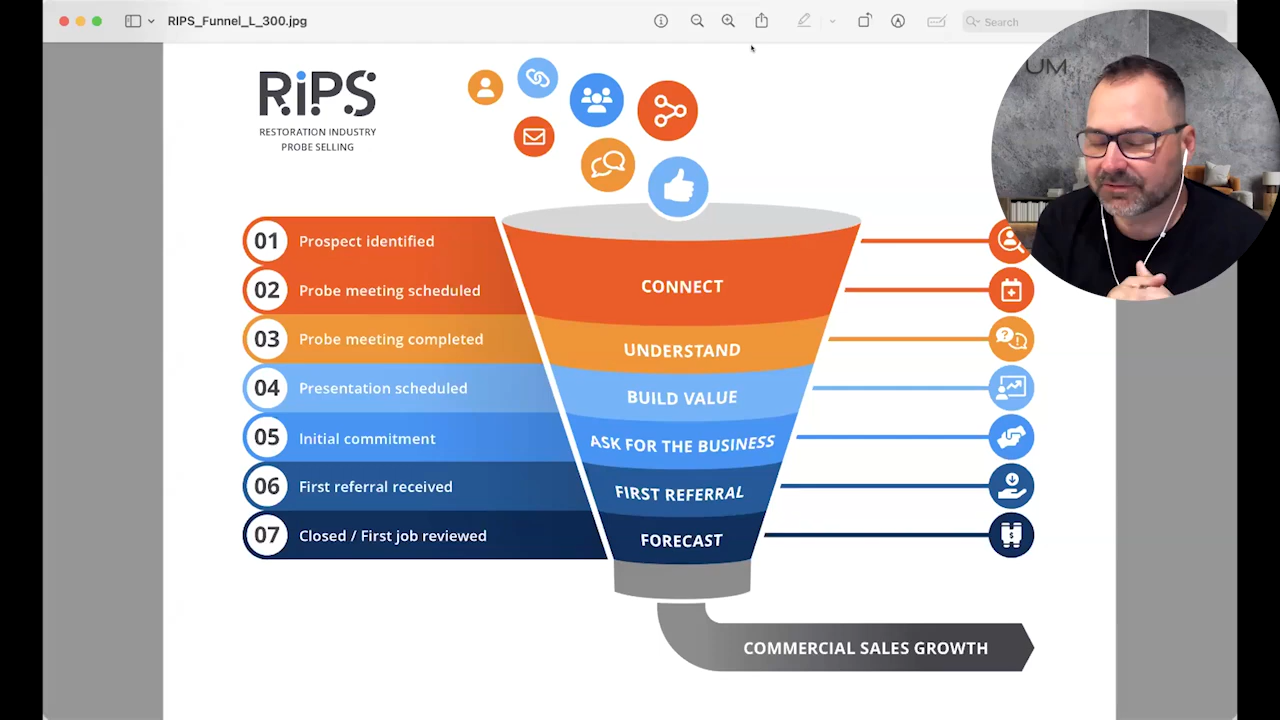 RIPS_Funnel_L_300.jpg
Search
UM
RiPS
RESTORATION INDUSTRY
PROBE SELLING
01 Prospect identified
02 Probe meeting scheduled
03 Probe meeting completed
04 Presentation scheduled
05 Initial commitment
06 First referral received
07 Closed / First job reviewed
CONNECT
UNDERSTAND
BUILD VALUE
ASK FOR THE BUSINESS
FIRST REFERRAL
FORECAST
COMMERCIAL SALES GROWTH